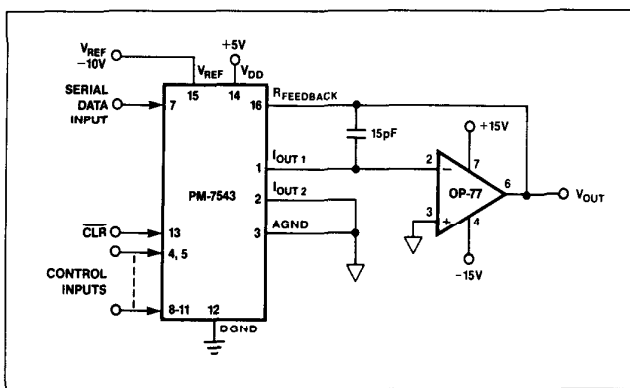 VREF
-10V
+5V
VREF
VDD
15
14
SERIAL
DATA
INPUT
7
16
RFEEDBACK
15pF
+15V
1
IOUT 1
2
7
−
OP-77
6
VOUT
PM-7543
2
IOUT 2
3
+
4
3
AGND
-15V
CLR
13
4, 5
CONTROL
INPUTS
8-11
12
DGND